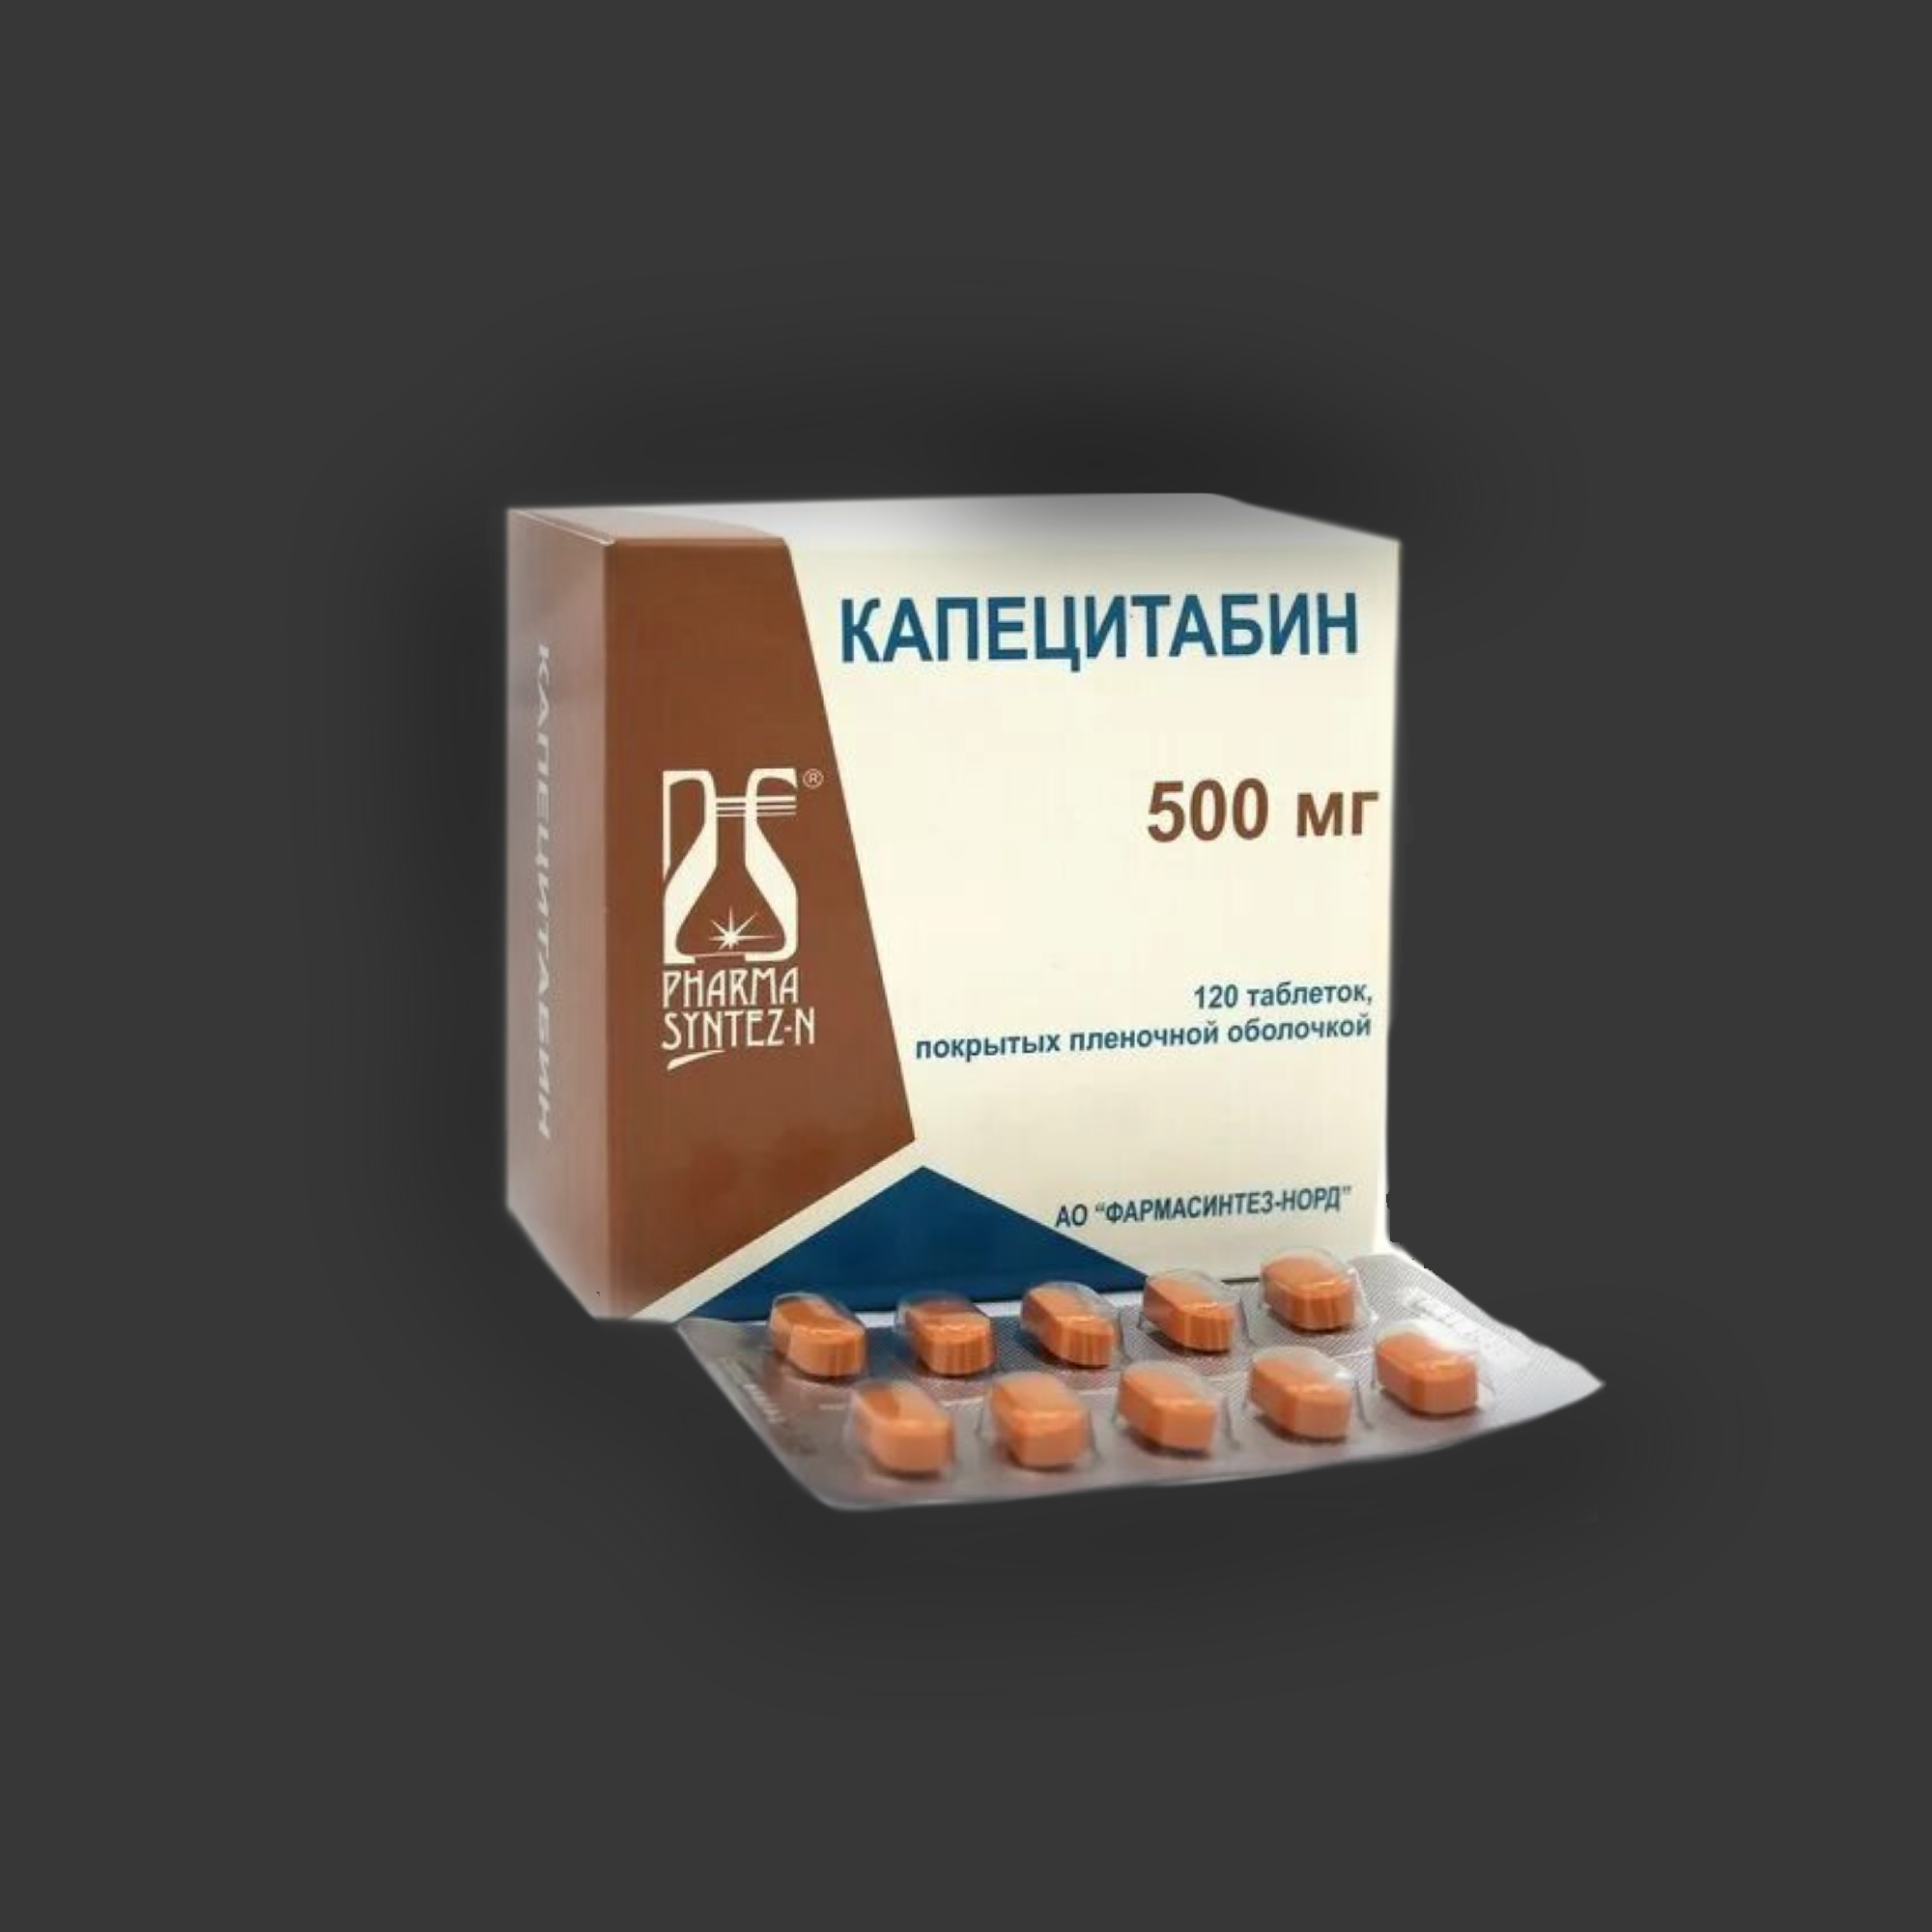 КАПЕЦИТАБИН
КАПЕЦИТАБИН
500 мг
®
PHARMA
SYNTEZ-N
120 таблеток,
покрытых пленочной оболочкой
АО “ФАРМАСИНТЕЗ-НОРД”